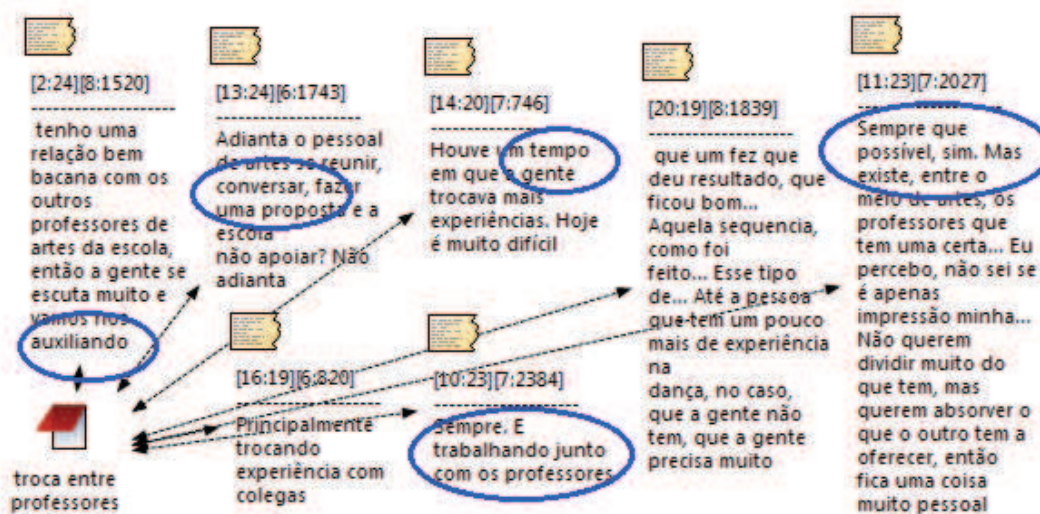 [2:24][8:1520]
tenho uma
relação bem
bacana com os
outros
professores de
artes da escola,
então a gente se
escuta muito e
vamos nos
auxiliando
[13:24][6:1743]
Adianta o pessoal
de artes se reunir,
conversar, fazer
uma proposta e a
escola
não apoiar? Não
adianta
[14:20][7:746]
Houve um tempo
em que a gente
trocava mais
experiências. Hoje
é muito difícil
[20:19][8:1839]
que um fez que
deu resultado, que
ficou bom...
Aquela sequencia,
como foi
feito... Esse tipo
de... Até a pessoa
que tem um pouco
mais de experiência
na
dança, no caso,
que a gente não
tem, que a gente
precisa muito
[11:23][7:2027]
Sempre que
possível, sim. Mas
existe, entre o
meio de artes, os
professores que
tem uma certa... Eu
percebo, não sei se
é apenas
impressão minha...
Não querem
dividir muito do
que tem, mas
querem absorver o
que o outro tem a
oferecer, então
fica uma coisa
muito pessoal
[16:19][6:820]
Principalmente
trocando
experiência com
colegas
[10:23][7:2384]
Sempre. E
trabalhando junto
com os professores
troca entre
professores